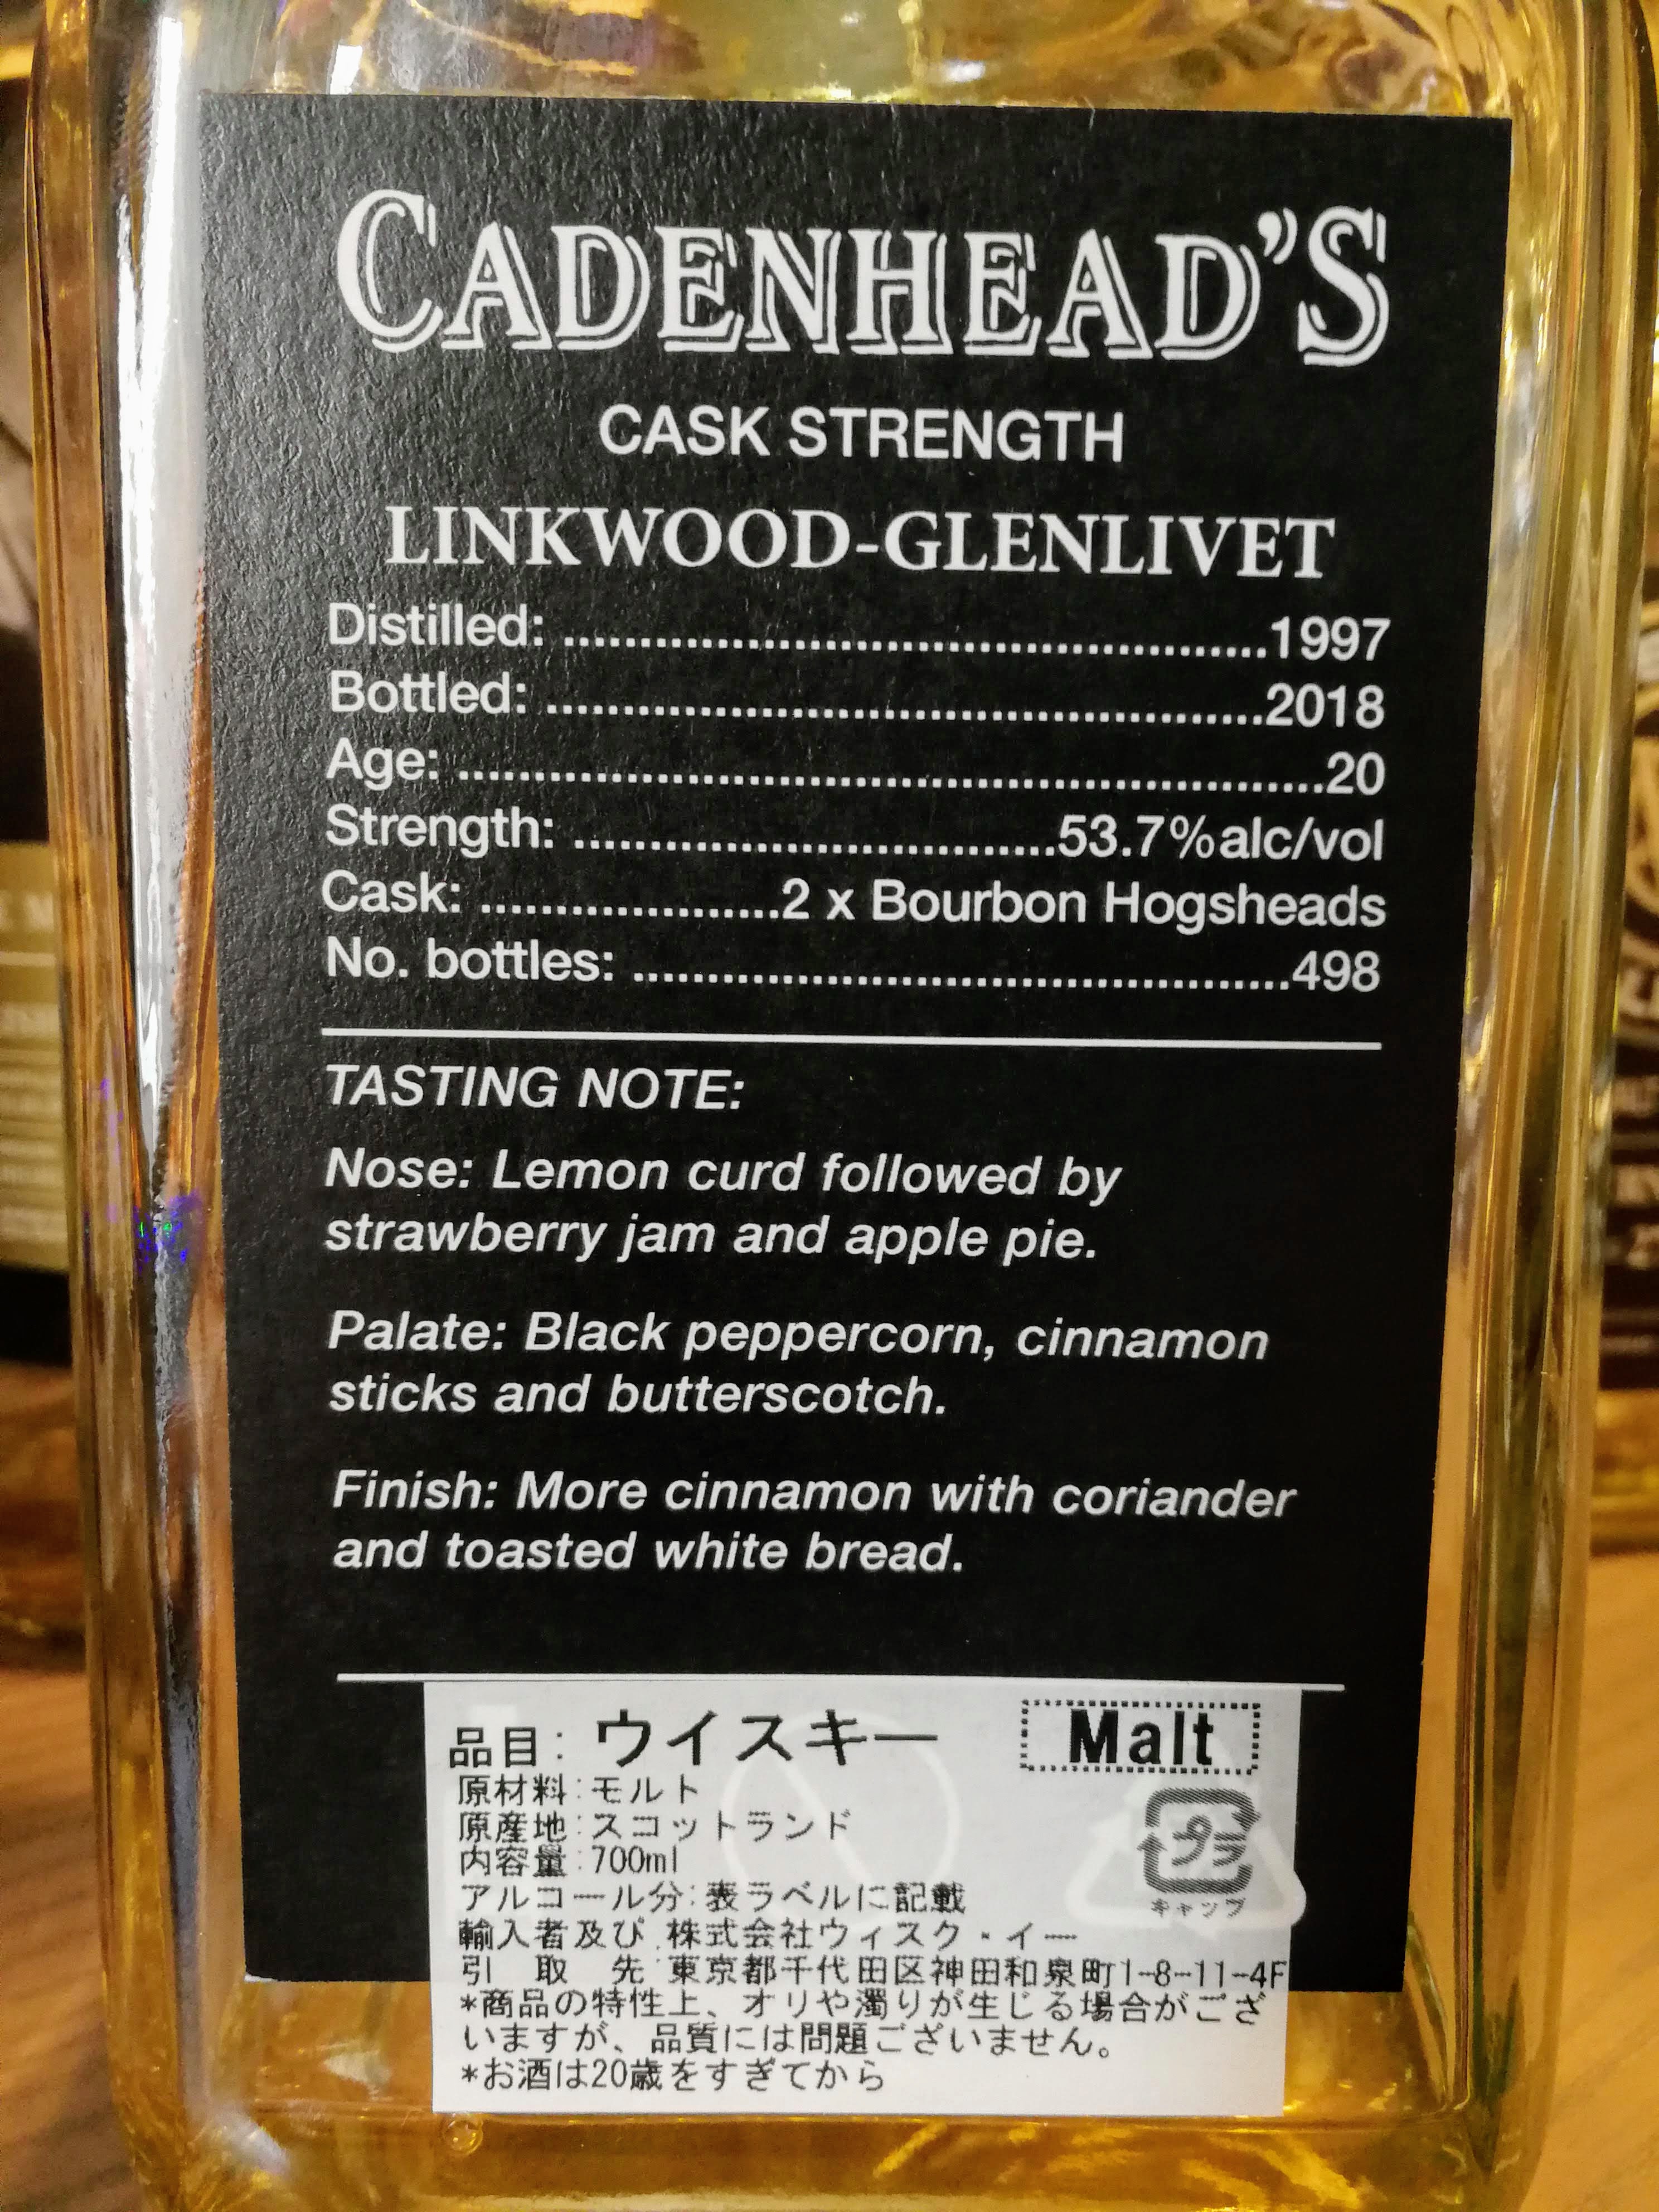 CADENHEAD'S
CASK STRENGTH
LINKWOOD-GLENLIVET
Distilled: ................................................1997
Bottled: .................................................2018
Age: ...........................................................20
Strength: .................................53.7%alc/vol
Cask: ....................2 x Bourbon Hogsheads
No. bottles: .............................................498
TASTING NOTE:
Nose: Lemon curd followed by
strawberry jam and apple pie.
Palate: Black peppercorn, cinnamon
sticks and butterscotch.
Finish: More cinnamon with coriander
and toasted white bread.
品目: ウイスキー Malt
原材料:モルト
原産地:スコットランド
内容量:700ml
プラ
アルコール分:表ラベルに記載
キャップ
輸入者及び:株式会社ウィスク・イー
引 取 先:東京都千代田区神田和泉町1-8-11-4F
*商品の特性上、オリや濁りが生じる場合がござ
いますが、品質には問題ございません。
*お酒は20歳をすぎてから